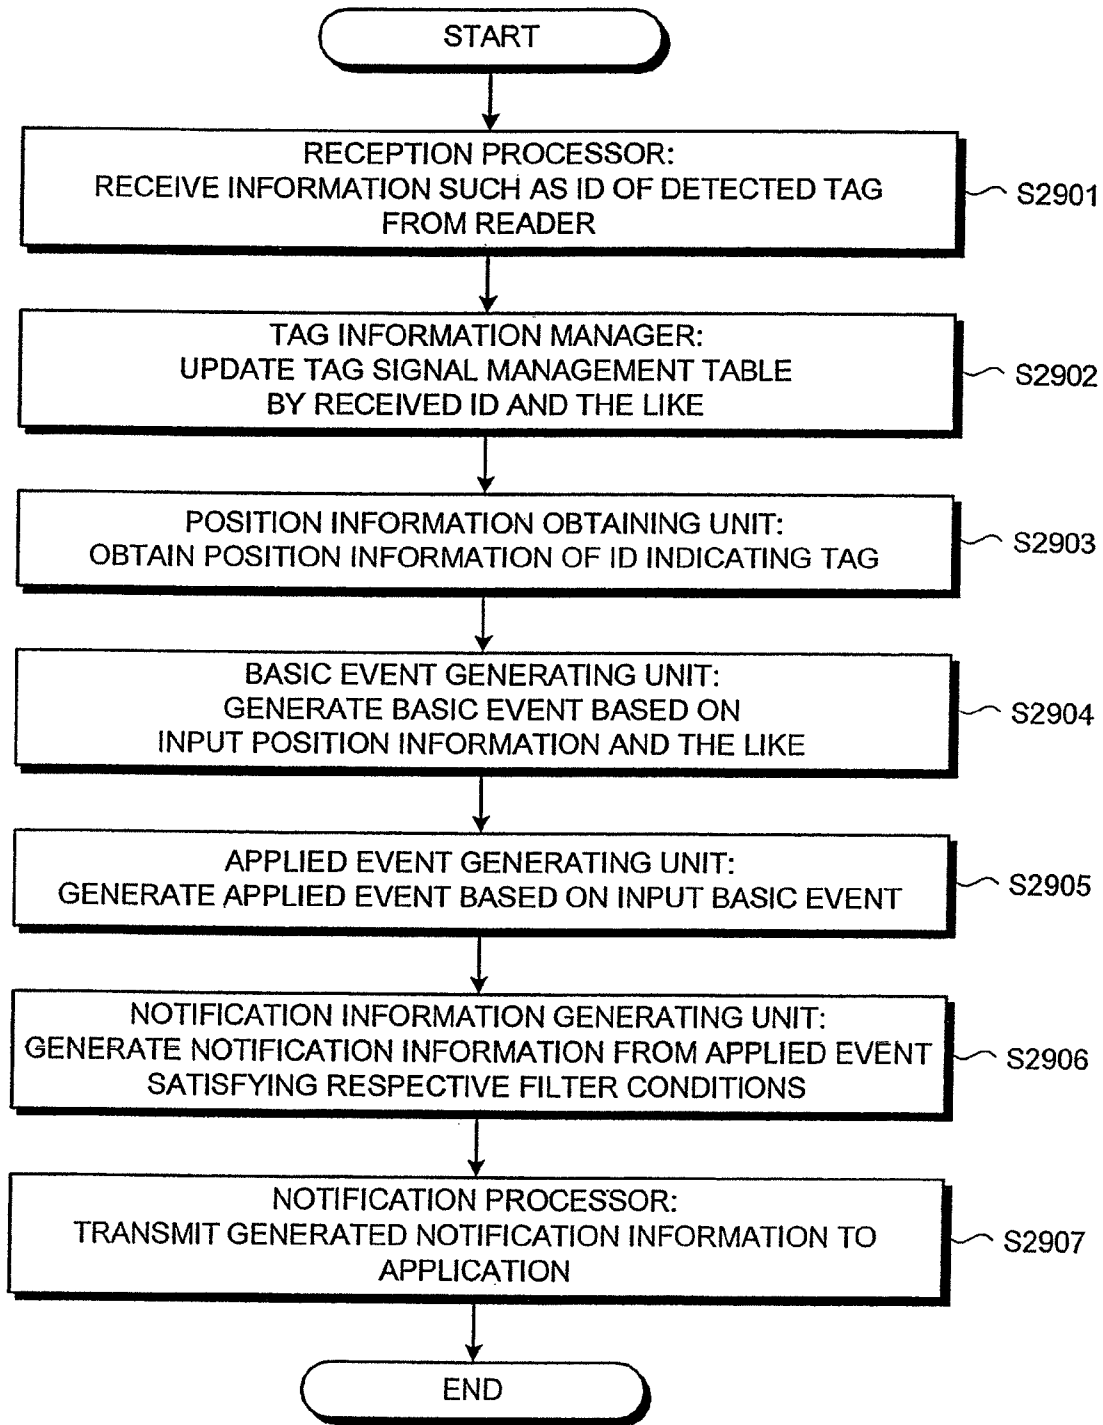 START
RECEPTION PROCESSOR:
RECEIVE INFORMATION SUCH AS ID OF DETECTED TAG
FROM READER
S2901
TAG INFORMATION MANAGER:
UPDATE TAG SIGNAL MANAGEMENT TABLE
BY RECEIVED ID AND THE LIKE
S2902
POSITION INFORMATION OBTAINING UNIT:
OBTAIN POSITION INFORMATION OF ID INDICATING TAG
S2903
BASIC EVENT GENERATING UNIT:
GENERATE BASIC EVENT BASED ON
INPUT POSITION INFORMATION AND THE LIKE
S2904
APPLIED EVENT GENERATING UNIT:
GENERATE APPLIED EVENT BASED ON INPUT BASIC EVENT
S2905
NOTIFICATION INFORMATION GENERATING UNIT:
GENERATE NOTIFICATION INFORMATION FROM APPLIED EVENT
SATISFYING RESPECTIVE FILTER CONDITIONS
S2906
NOTIFICATION PROCESSOR:
TRANSMIT GENERATED NOTIFICATION INFORMATION TO
APPLICATION
S2907
END